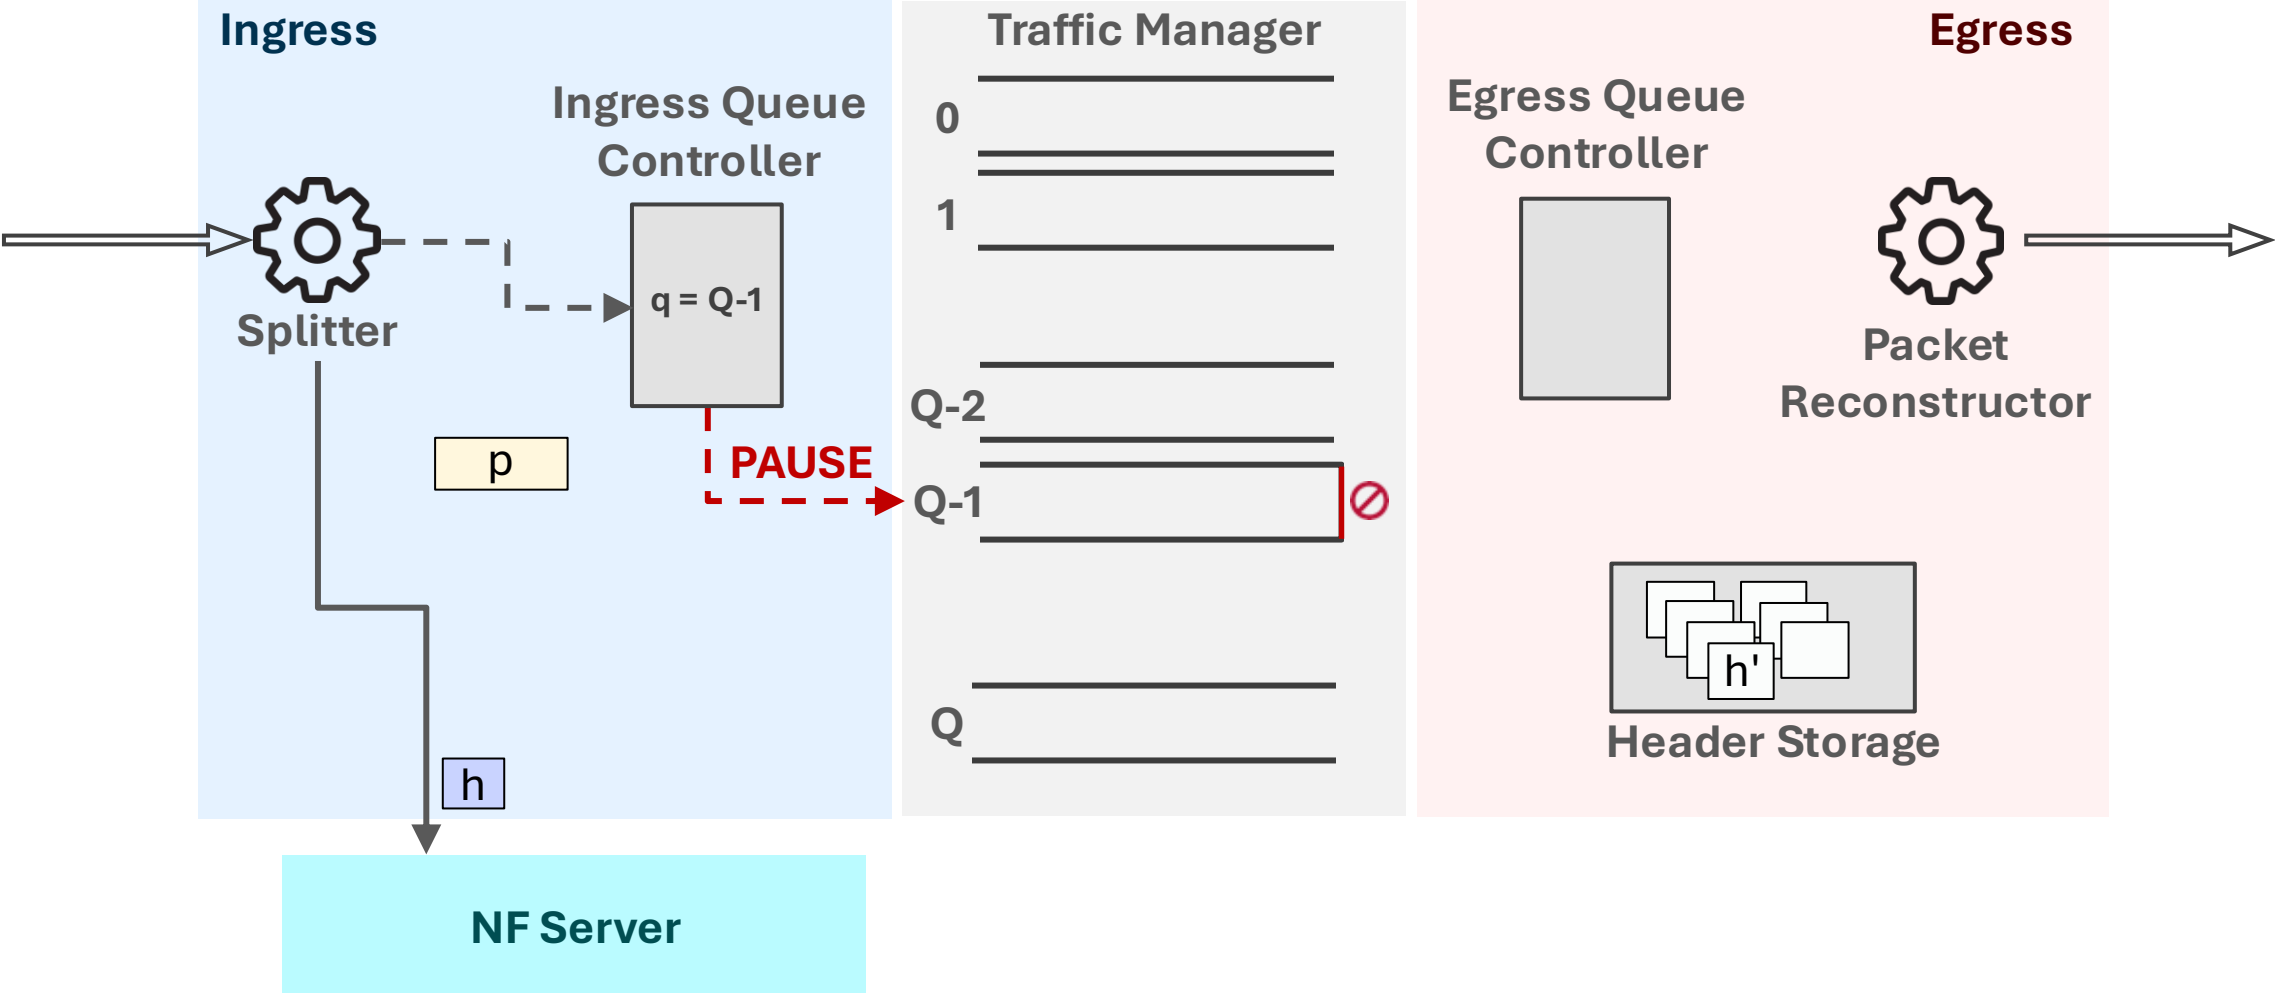 Ingress
Traffic Manager
Egress
Ingress Queue
Controller
Egress Queue
Controller
0
1
q = Q-1
Splitter
Packet
Reconstructor
Q-2
p
PAUSE
Q-1
h'
Q
Header Storage
h
NF Server